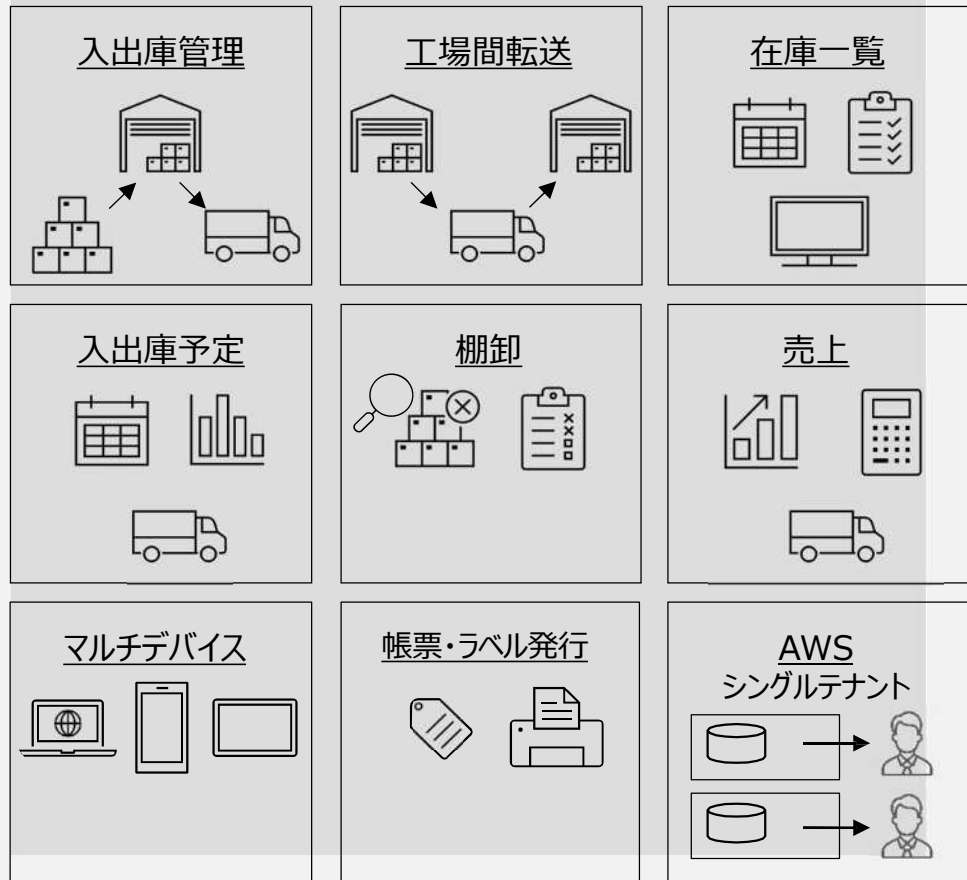 入出庫管理
工場間転送
在庫一覧
入出庫予定
棚卸
売上
マルチデバイス
帳票・ラベル発行
AWS
シングルテナント